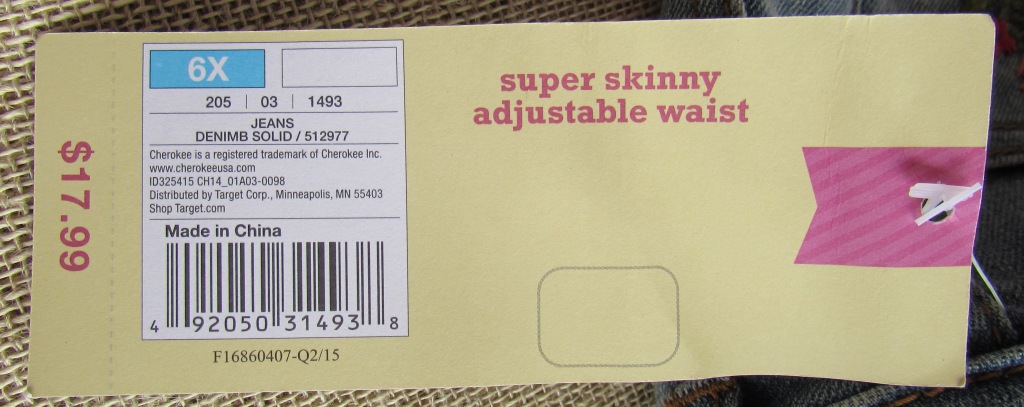 $17.99
6X
205 | 03 | 1493
JEANS
DENIMB SOLID / 512977
Cherokee is a registered trademark of Cherokee Inc.
www.cherokeeusa.com
ID325415 CH14_01A03-0098
Distributed by Target Corp., Minneapolis, MN 55403
Shop Target.com
Made in China
4 92050 31493 8
F16860407-Q2/15
super skinny
adjustable waist